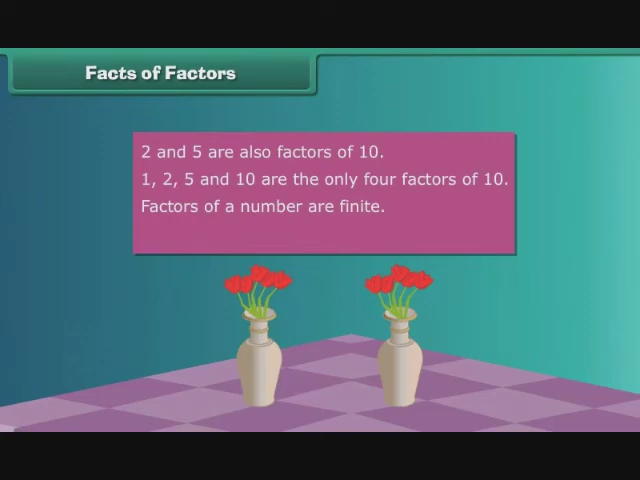 Facts of Factors
2 and 5 are also factors of 10.
1, 2, 5 and 10 are the only four factors of 10.
Factors of a number are finite.